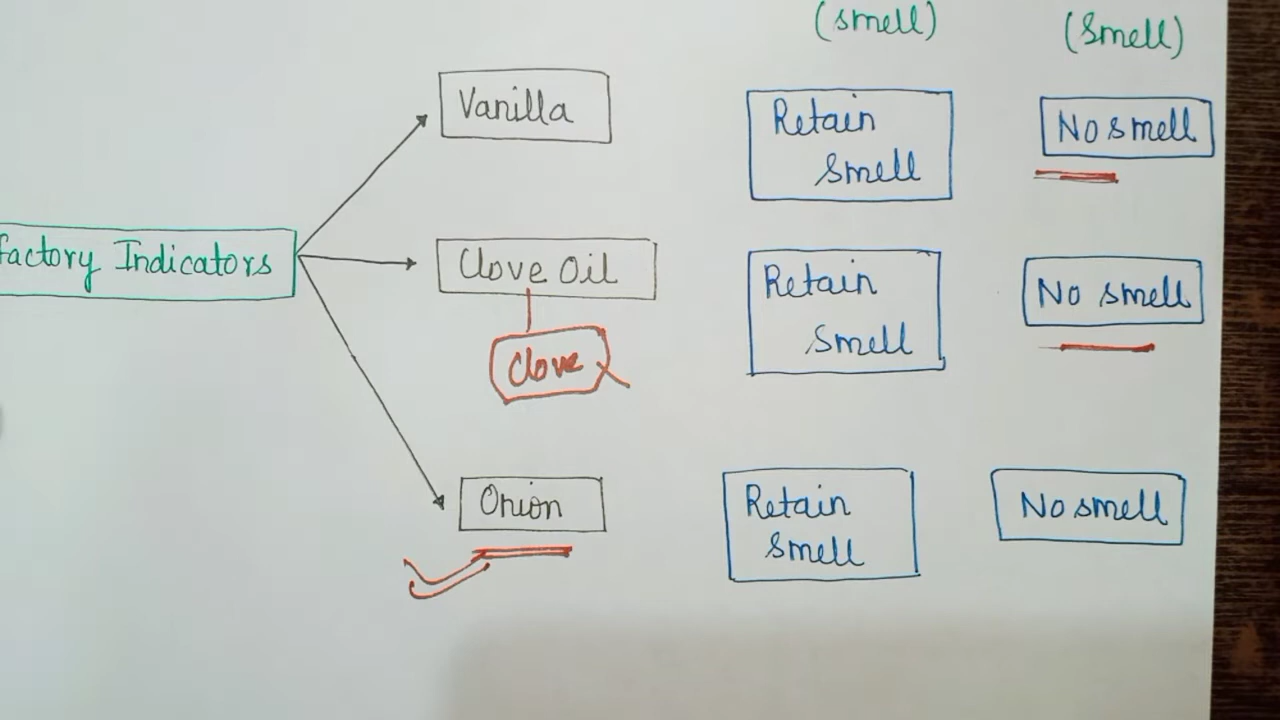 (smell)
(Smell)
Vanilla
Retain
Smell
No smell
factory Indicators
Clove Oil
Retain
Smell
No smell
Clove
Onion
Retain
Smell
No smell